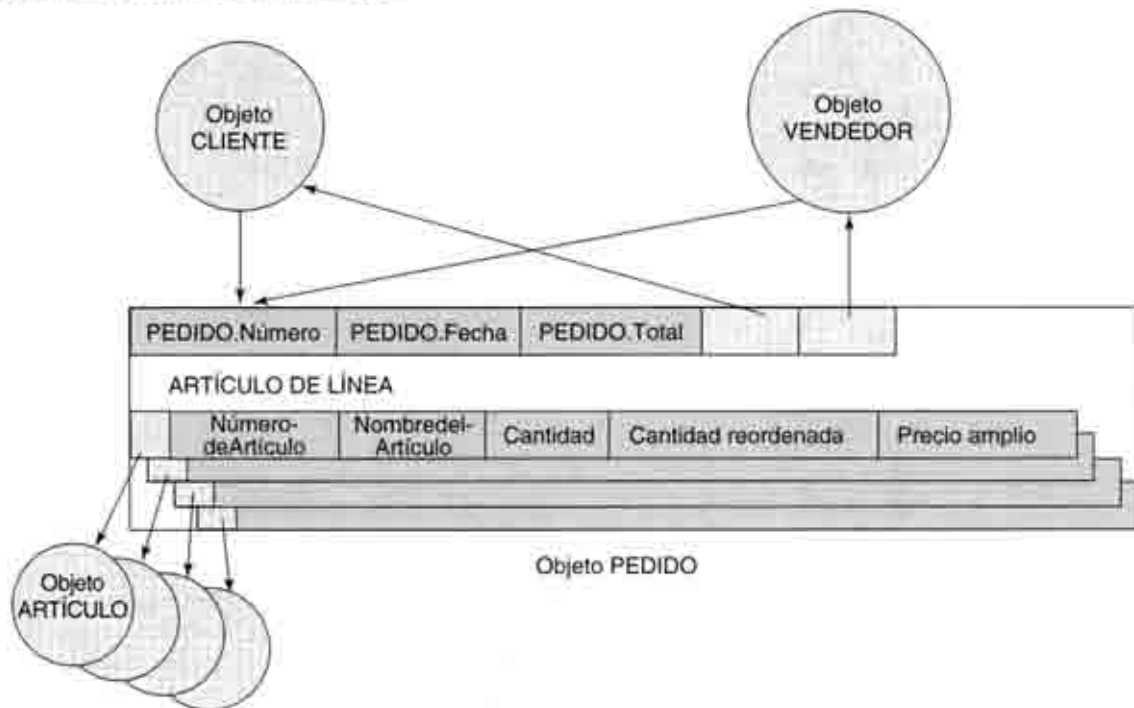 Objeto
CLIENTE
Objeto
VENDEDOR
PEDIDO.Número
PEDIDO.Fecha
PEDIDO.Total
ARTÍCULO DE LÍNEA
Número-
deArtículo
Nombredel-
Artículo
Cantidad
Cantidad reordenada
Precio amplio
Objeto PEDIDO
Objeto
ARTÍCULO